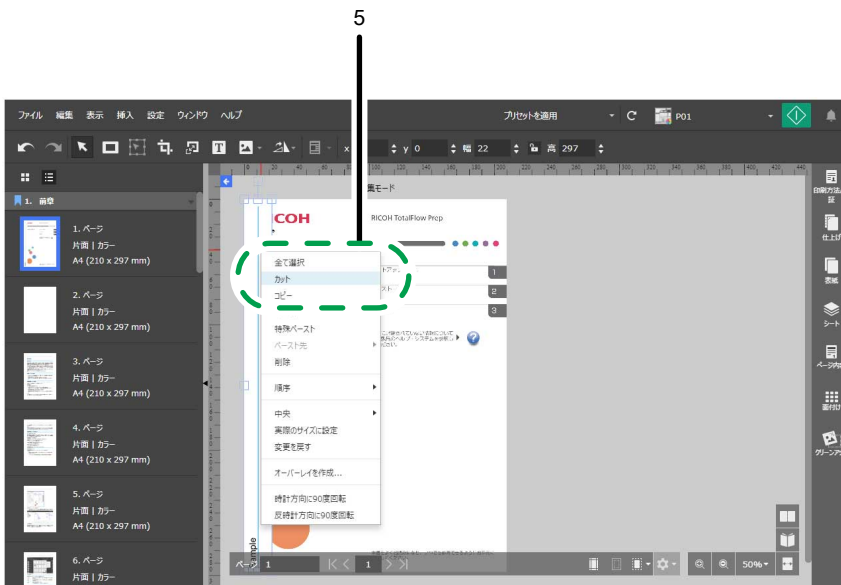 5
ファイル 編集 表示 挿入 設定 ウィンドウ ヘルプ
プリセットを適用
P01
x
y 0
幅 22
高 297
集モード
1. 前章
1. ページ
片面 | カラー
A4 (210 x 297 mm)
2. ページ
片面 | カラー
A4 (210 x 297 mm)
3. ページ
片面 | カラー
A4 (210 x 297 mm)
4. ページ
片面 | カラー
A4 (210 x 297 mm)
5. ページ
片面 | カラー
A4 (210 x 297 mm)
6. ページ
片面 | カラー
COH
RICOH TotalFlow Prep
1
2
3
全て選択
カット
コピー
特殊ペースト
ペースト先
削除
順序
中央
実際のサイズに設定
変更を戻す
オーバーレイを作成...
時計方向に90度回転
反時計方向に90度回転
ample
ページ 1
1
50%
印刷方法/
証
仕上げ
表紙
シート
ページ内
面付け
クリーンア